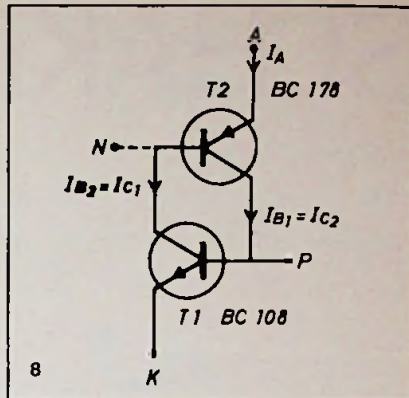 A
I_A
T2 BC 178
N
I_B2=I_C1
I_B1=I_C2
P
T1 BC 108
K
8